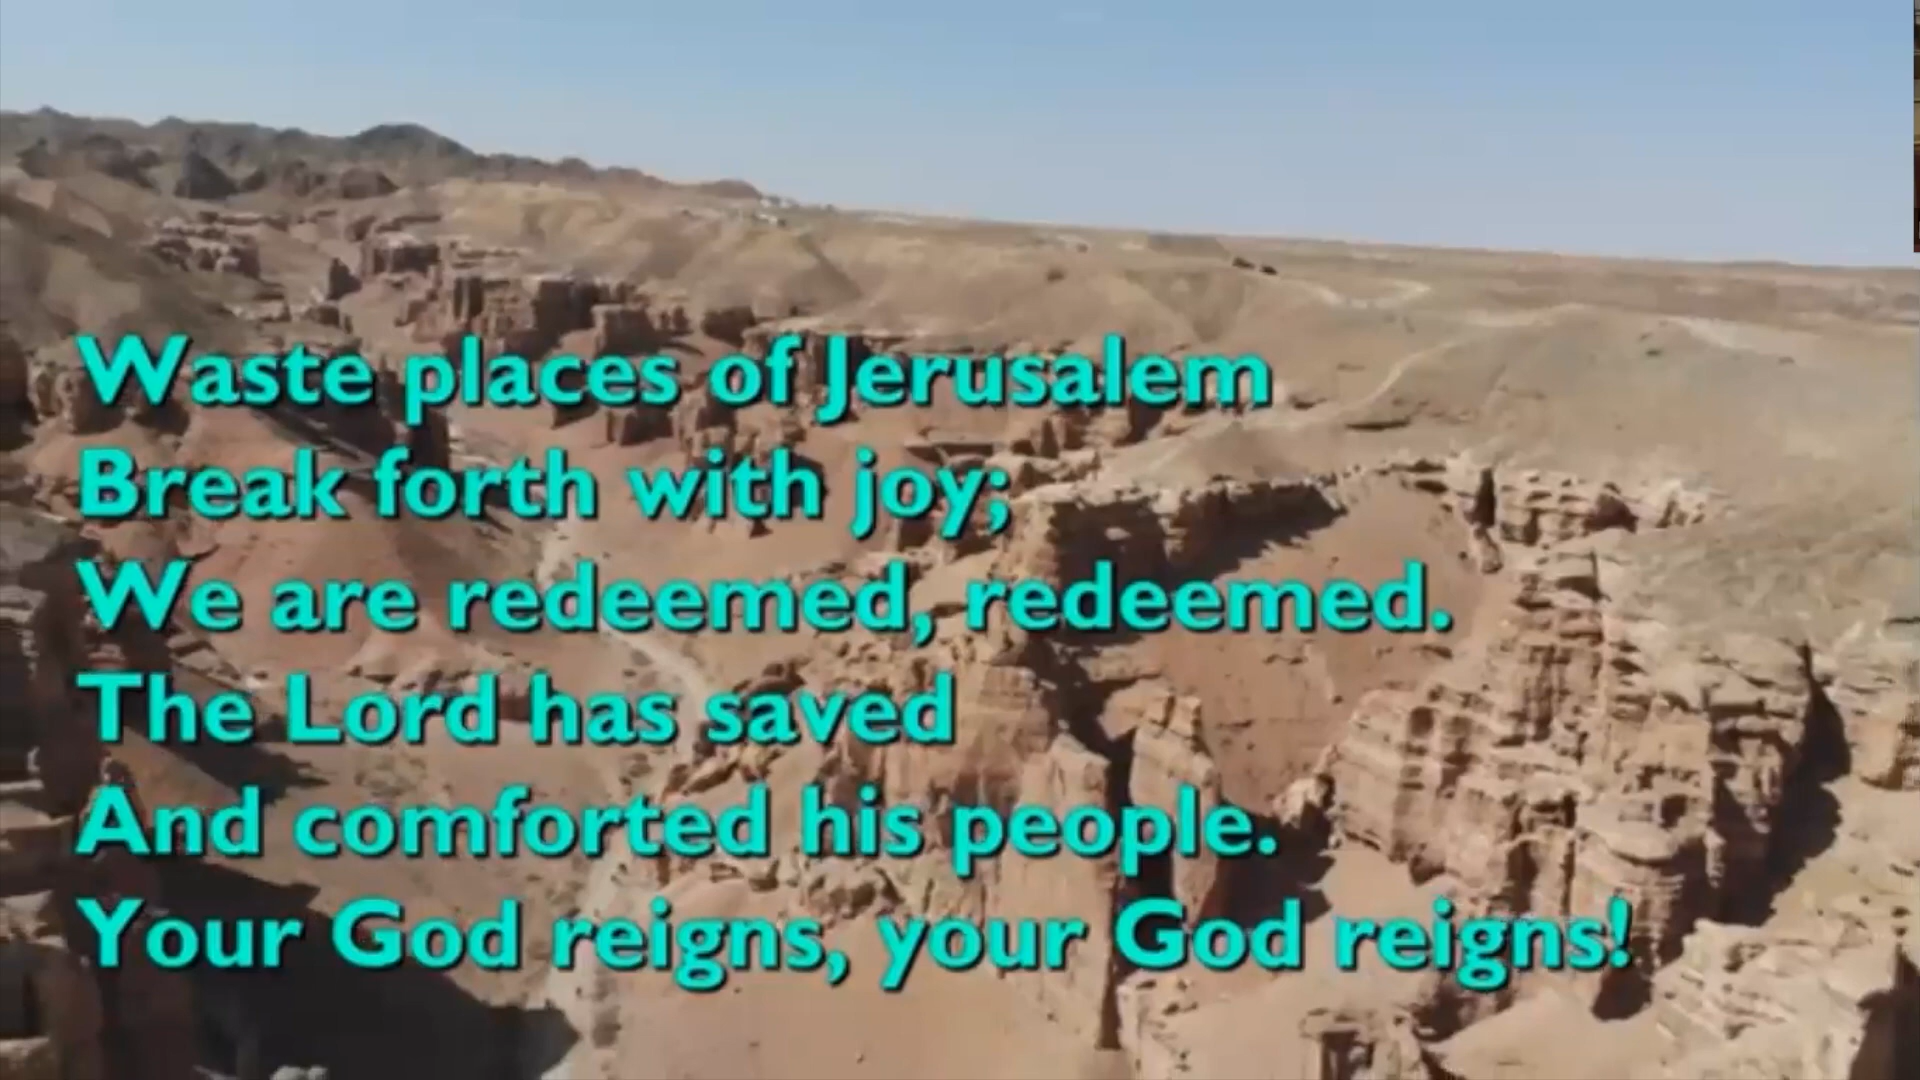 Waste places of Jerusalem
Break forth with joy;
We are redeemed, redeemed.
The Lord has saved
And comforted his people.
Your God reigns, your God reigns!